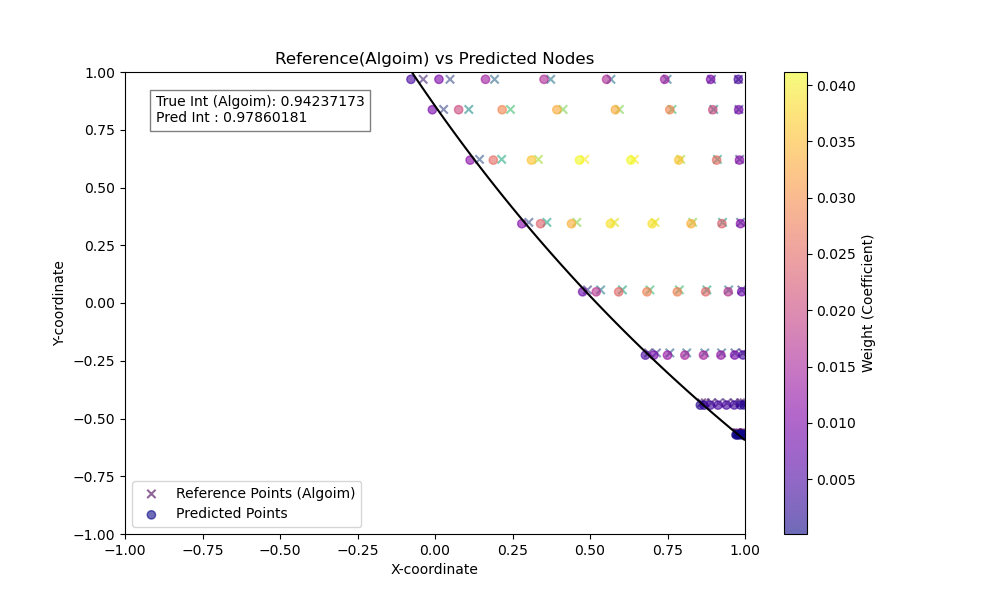 Reference(Algoim) vs Predicted Nodes
True Int (Algoim): 0.94237173
Pred Int : 0.97860181
1.00
0.75
0.50
0.25
0.00
−0.25
−0.50
−0.75
−1.00
Y-coordinate
Reference Points (Algoim)
Predicted Points
−1.00 −0.75 −0.50 −0.25 0.00 0.25 0.50 0.75 1.00
X-coordinate
0.040
0.035
0.030
0.025
0.020
0.015
0.010
0.005
Weight (Coefficient)